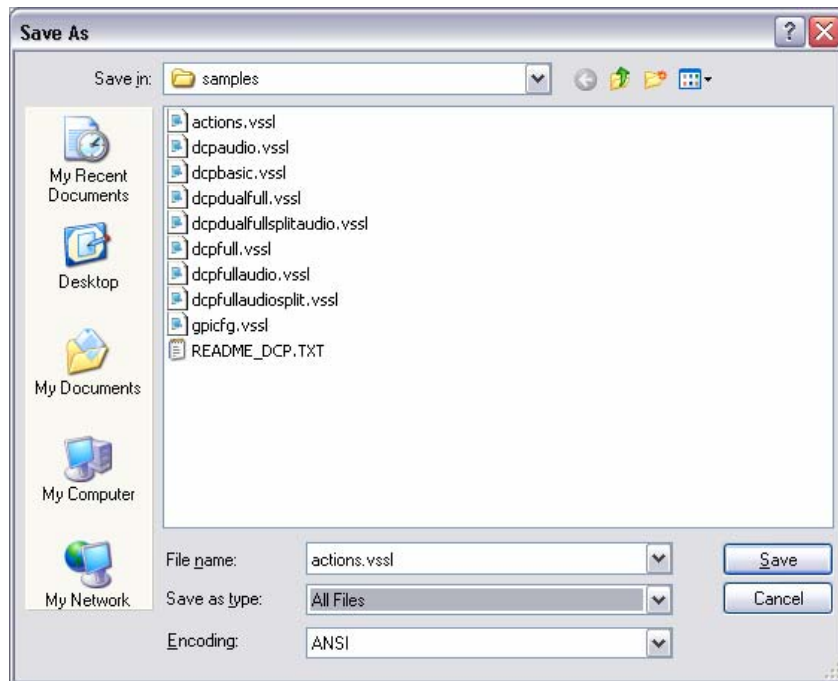 Save As
Save in:
samples
My Recent
Documents
Desktop
My Documents
My Computer
My Network
actions.vssl
dcpaudio.vssl
dcpbasic.vssl
dcpdualfull.vssl
dcpdualfullsplitaudio.vssl
dcpfull.vssl
dcpfullaudio.vssl
dcpfullaudiosplit.vssl
gpicfg.vssl
README_DCP.TXT
File name:
actions.vssl
Save
Save as type:
All Files
Cancel
Encoding:
ANSI